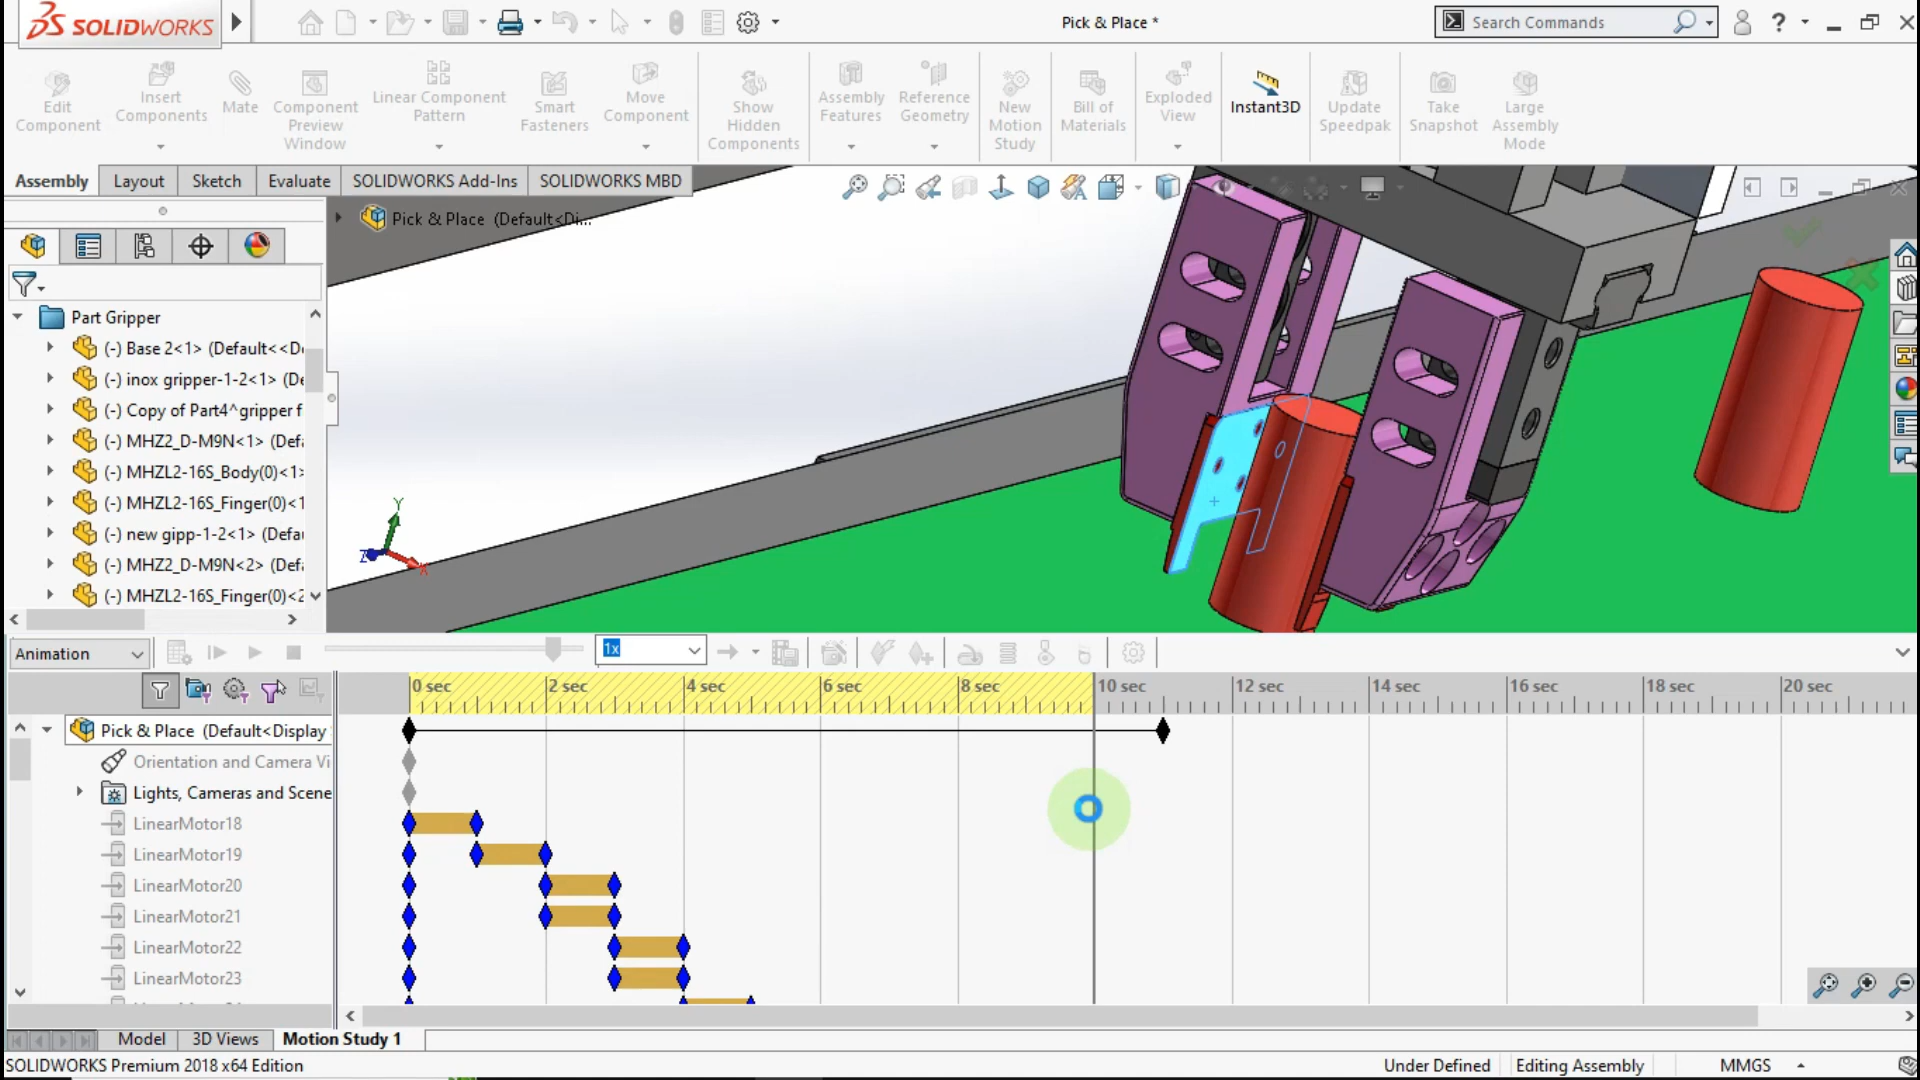 SOLIDWORKS
Pick & Place *
Search Commands
Edit Component
Insert Components
Mate
Component Preview Window
Linear Component Pattern
Smart Fasteners
Move Component
Show Hidden Components
Assembly Features
Reference Geometry
New Motion Study
Bill of Materials
Exploded View
Instant3D
Update Speedpak
Take Snapshot
Large Assembly Mode
Assembly
Layout
Sketch
Evaluate
SOLIDWORKS Add-Ins
SOLIDWORKS MBD
Pick & Place (Default<Di...
Part Gripper
(-) Base 2<1> (Default<<De
(-) inox gripper-1-2<1> (De
(-) Copy of Part4^gripper f
(-) MHZ2_D-M9N<1> (Defa
(-) MHZL2-16S_Body(0)<1>
(-) MHZL2-16S_Finger(0)<1
(-) new gipp-1-2<1> (Defau
(-) MHZ2_D-M9N<2> (Defa
(-) MHZL2-16S_Finger(0)<2
Y
Z
X
Animation
1x
0 sec
2 sec
4 sec
6 sec
8 sec
10 sec
12 sec
14 sec
16 sec
18 sec
20 sec
Pick & Place (Default<Display
Orientation and Camera Vi
Lights, Cameras and Scene
LinearMotor18
LinearMotor19
LinearMotor20
LinearMotor21
LinearMotor22
LinearMotor23
Model
3D Views
Motion Study 1
SOLIDWORKS Premium 2018 x64 Edition
Under Defined
Editing Assembly
MMGS